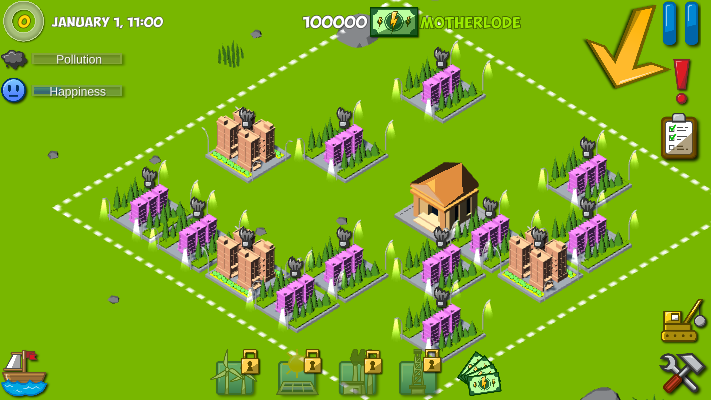 JANUARY 1, 11:00
100000 MOTHERLODE
Pollution
Happiness